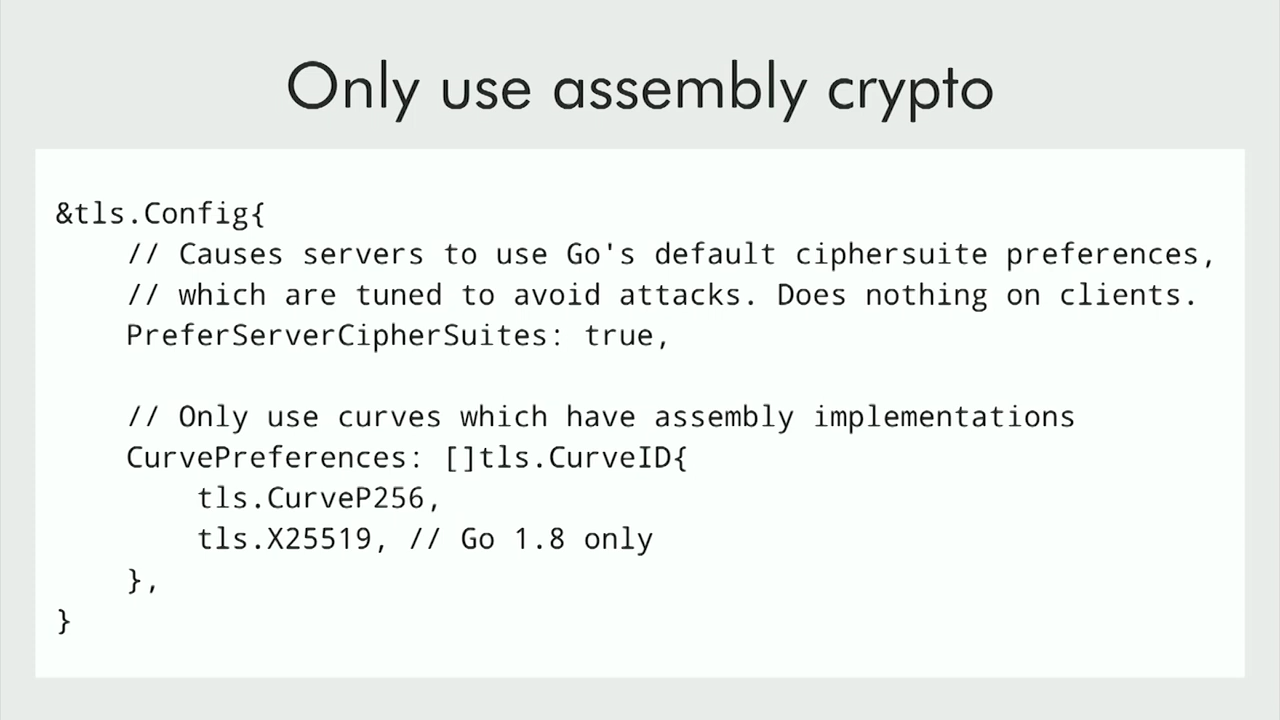 Only use assembly crypto
&tls.Config{
    // Causes servers to use Go's default ciphersuite preferences,
    // which are tuned to avoid attacks. Does nothing on clients.
    PreferServerCipherSuites: true,

    // Only use curves which have assembly implementations
    CurvePreferences: []tls.CurveID{
        tls.CurveP256,
        tls.X25519, // Go 1.8 only
    },
}